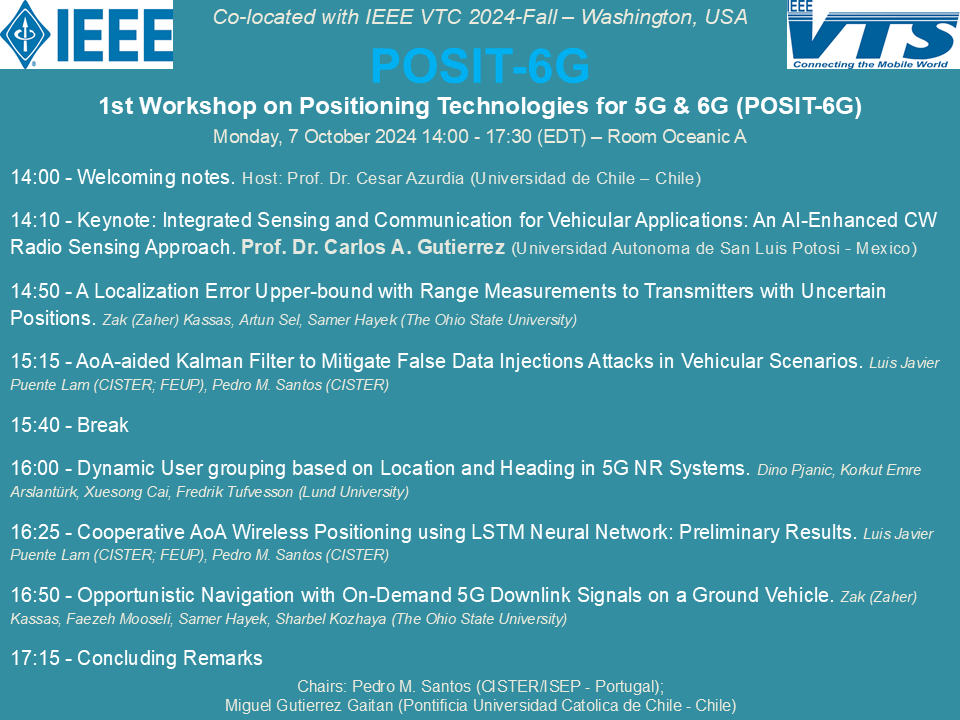 IEEE
®
Co-located with IEEE VTC 2024-Fall – Washington, USA
IEEE
VTS
Connecting the Mobile World
POSIT-6G
1st Workshop on Positioning Technologies for 5G & 6G (POSIT-6G)
Monday, 7 October 2024 14:00 - 17:30 (EDT) – Room Oceanic A
14:00 - Welcoming notes. Host: Prof. Dr. Cesar Azurdia (Universidad de Chile – Chile)
14:10 - Keynote: Integrated Sensing and Communication for Vehicular Applications: An AI-Enhanced CW
Radio Sensing Approach. Prof. Dr. Carlos A. Gutierrez (Universidad Autonoma de San Luis Potosi - Mexico)
14:50 - A Localization Error Upper-bound with Range Measurements to Transmitters with Uncertain
Positions. Zak (Zaher) Kassas, Artun Sel, Samer Hayek (The Ohio State University)
15:15 - AoA-aided Kalman Filter to Mitigate False Data Injections Attacks in Vehicular Scenarios. Luis Javier
Puente Lam (CISTER; FEUP), Pedro M. Santos (CISTER)
15:40 - Break
16:00 - Dynamic User grouping based on Location and Heading in 5G NR Systems. Dino Pjanic, Korkut Emre
Arslantürk, Xuesong Cai, Fredrik Tufvesson (Lund University)
16:25 - Cooperative AoA Wireless Positioning using LSTM Neural Network: Preliminary Results. Luis Javier
Puente Lam (CISTER; FEUP), Pedro M. Santos (CISTER)
16:50 - Opportunistic Navigation with On-Demand 5G Downlink Signals on a Ground Vehicle. Zak (Zaher)
Kassas, Faezeh Mooseli, Samer Hayek, Sharbel Kozhaya (The Ohio State University)
17:15 - Concluding Remarks
Chairs: Pedro M. Santos (CISTER/ISEP - Portugal);
Miguel Gutierrez Gaitan (Pontificia Universidad Catolica de Chile - Chile)